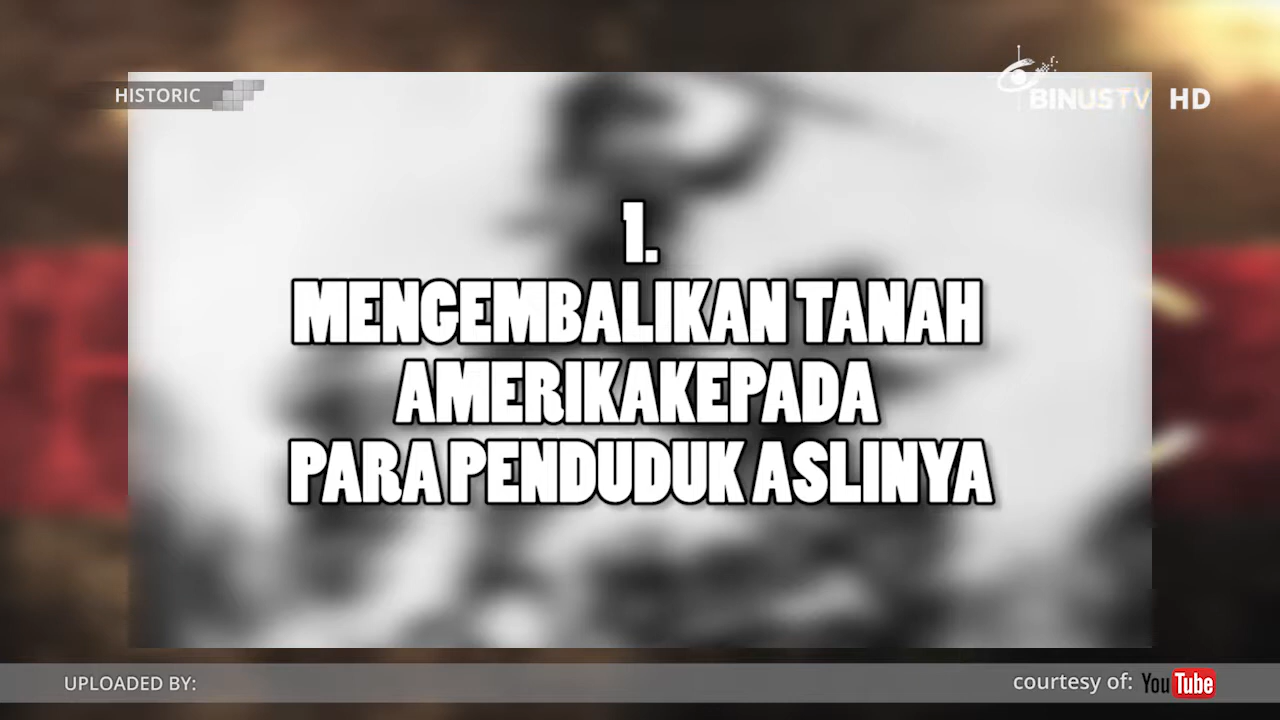 HISTORIC
BINUSTV HD
1.
MENGEMBALIKAN TANAH
AMERIKAKEPADA
PARA PENDUDUK ASLINYA
UPLOADED BY:
courtesy of: YouTube